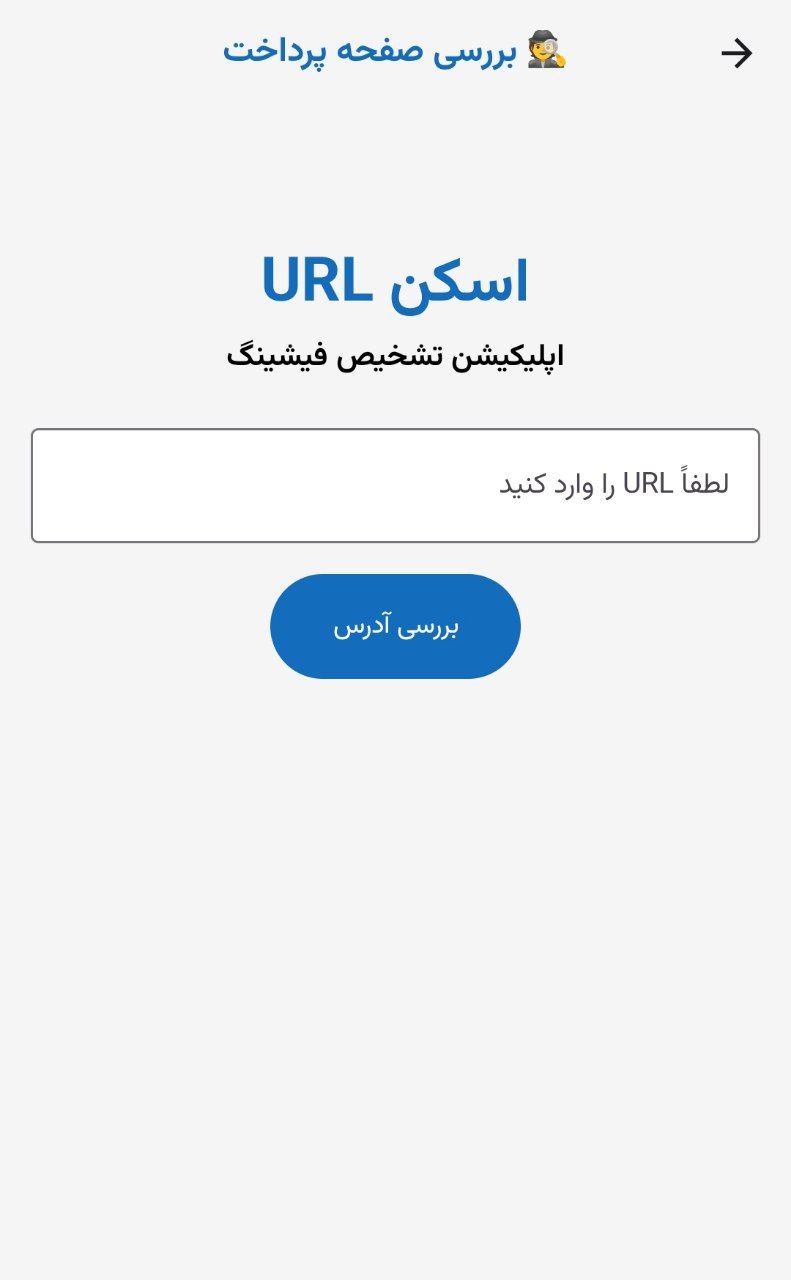 🕵️ بررسی صفحه پرداخت
اسکن URL
اپلیکیشن تشخیص فیشینگ
لطفاً URL را وارد کنید
بررسی آدرس